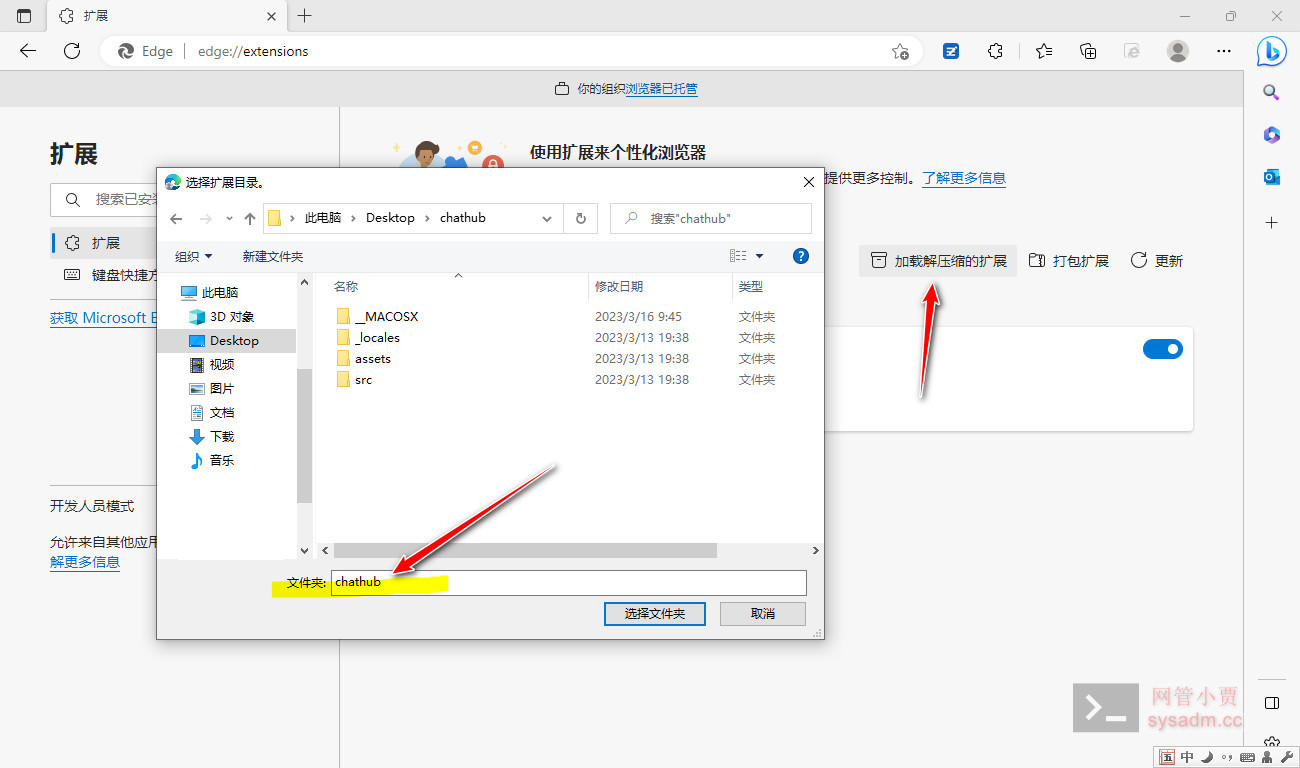 扩展
Edge
edge://extensions
你的组织浏览器已托管
扩展
使用扩展来个性化浏览器
提供更多控制。了解更多信息
搜索已安
扩展
键盘快捷方
获取 Microsoft E
加载解压缩的扩展
打包扩展
更新
开发人员模式
允许来自其他应用
解更多信息
选择扩展目录。
此电脑 Desktop chathub
搜索"chathub"
组织
新建文件夹
此电脑
3D 对象
Desktop
视频
图片
文档
下载
音乐
名称 修改日期 类型
__MACOSX 2023/3/16 9:45 文件夹
_locales 2023/3/13 19:38 文件夹
assets 2023/3/13 19:38 文件夹
src 2023/3/13 19:38 文件夹
文件夹: chathub
选择文件夹 取消
网管小贾
sysadm.cc
五 中